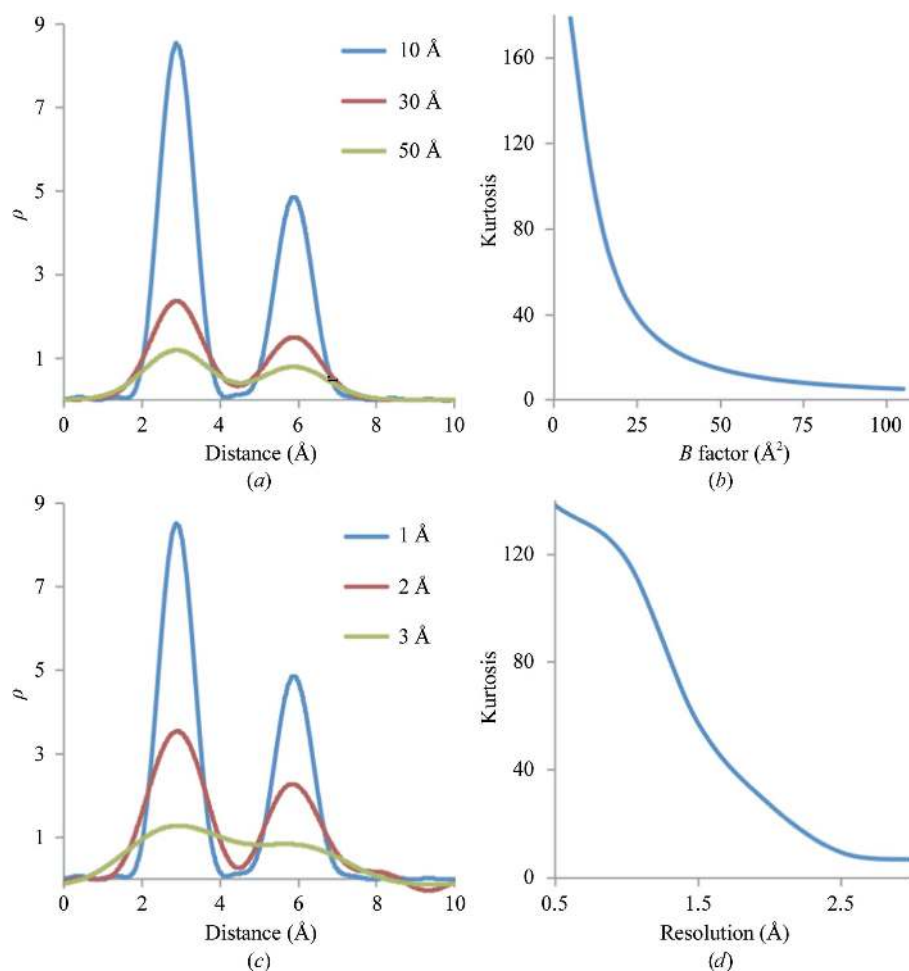 9
7
5
3
1
ρ
10 Å
30 Å
50 Å
0 2 4 6 8 10
Distance (Å)
(a)
160
120
80
40
0
Kurtosis
0 25 50 75 100
B factor (Å²)
(b)
9
7
5
3
1
ρ
1 Å
2 Å
3 Å
0 2 4 6 8 10
Distance (Å)
(c)
120
80
40
0
Kurtosis
0.5 1.5 2.5
Resolution (Å)
(d)